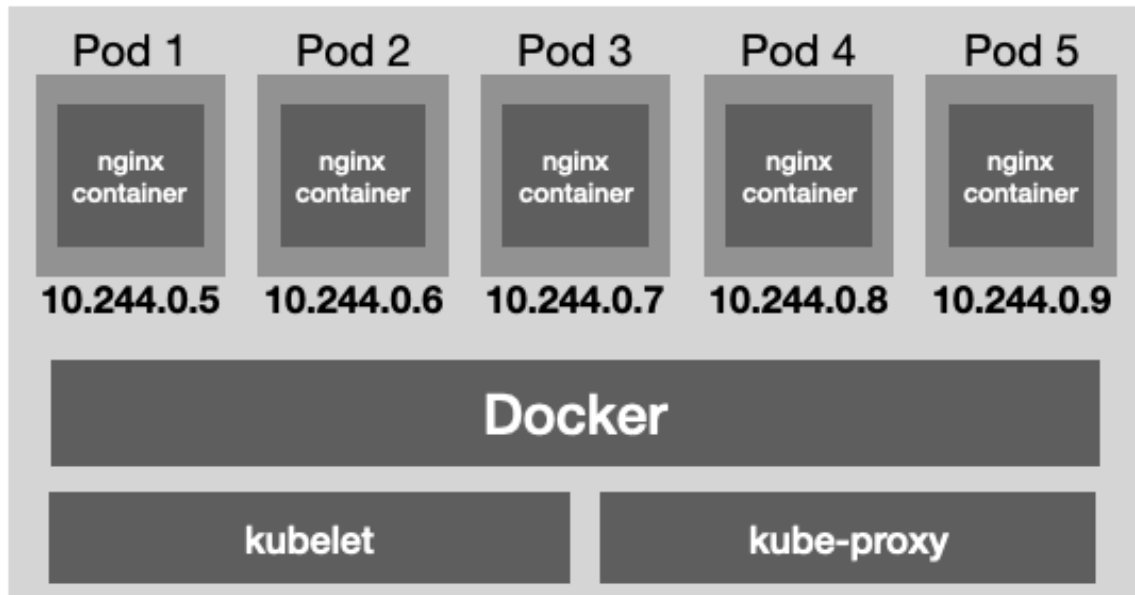 Pod 1 Pod 2 Pod 3 Pod 4 Pod 5
nginx nginx nginx nginx nginx
container container container container container
10.244.0.5 10.244.0.6 10.244.0.7 10.244.0.8 10.244.0.9
Docker
kubelet kube-proxy